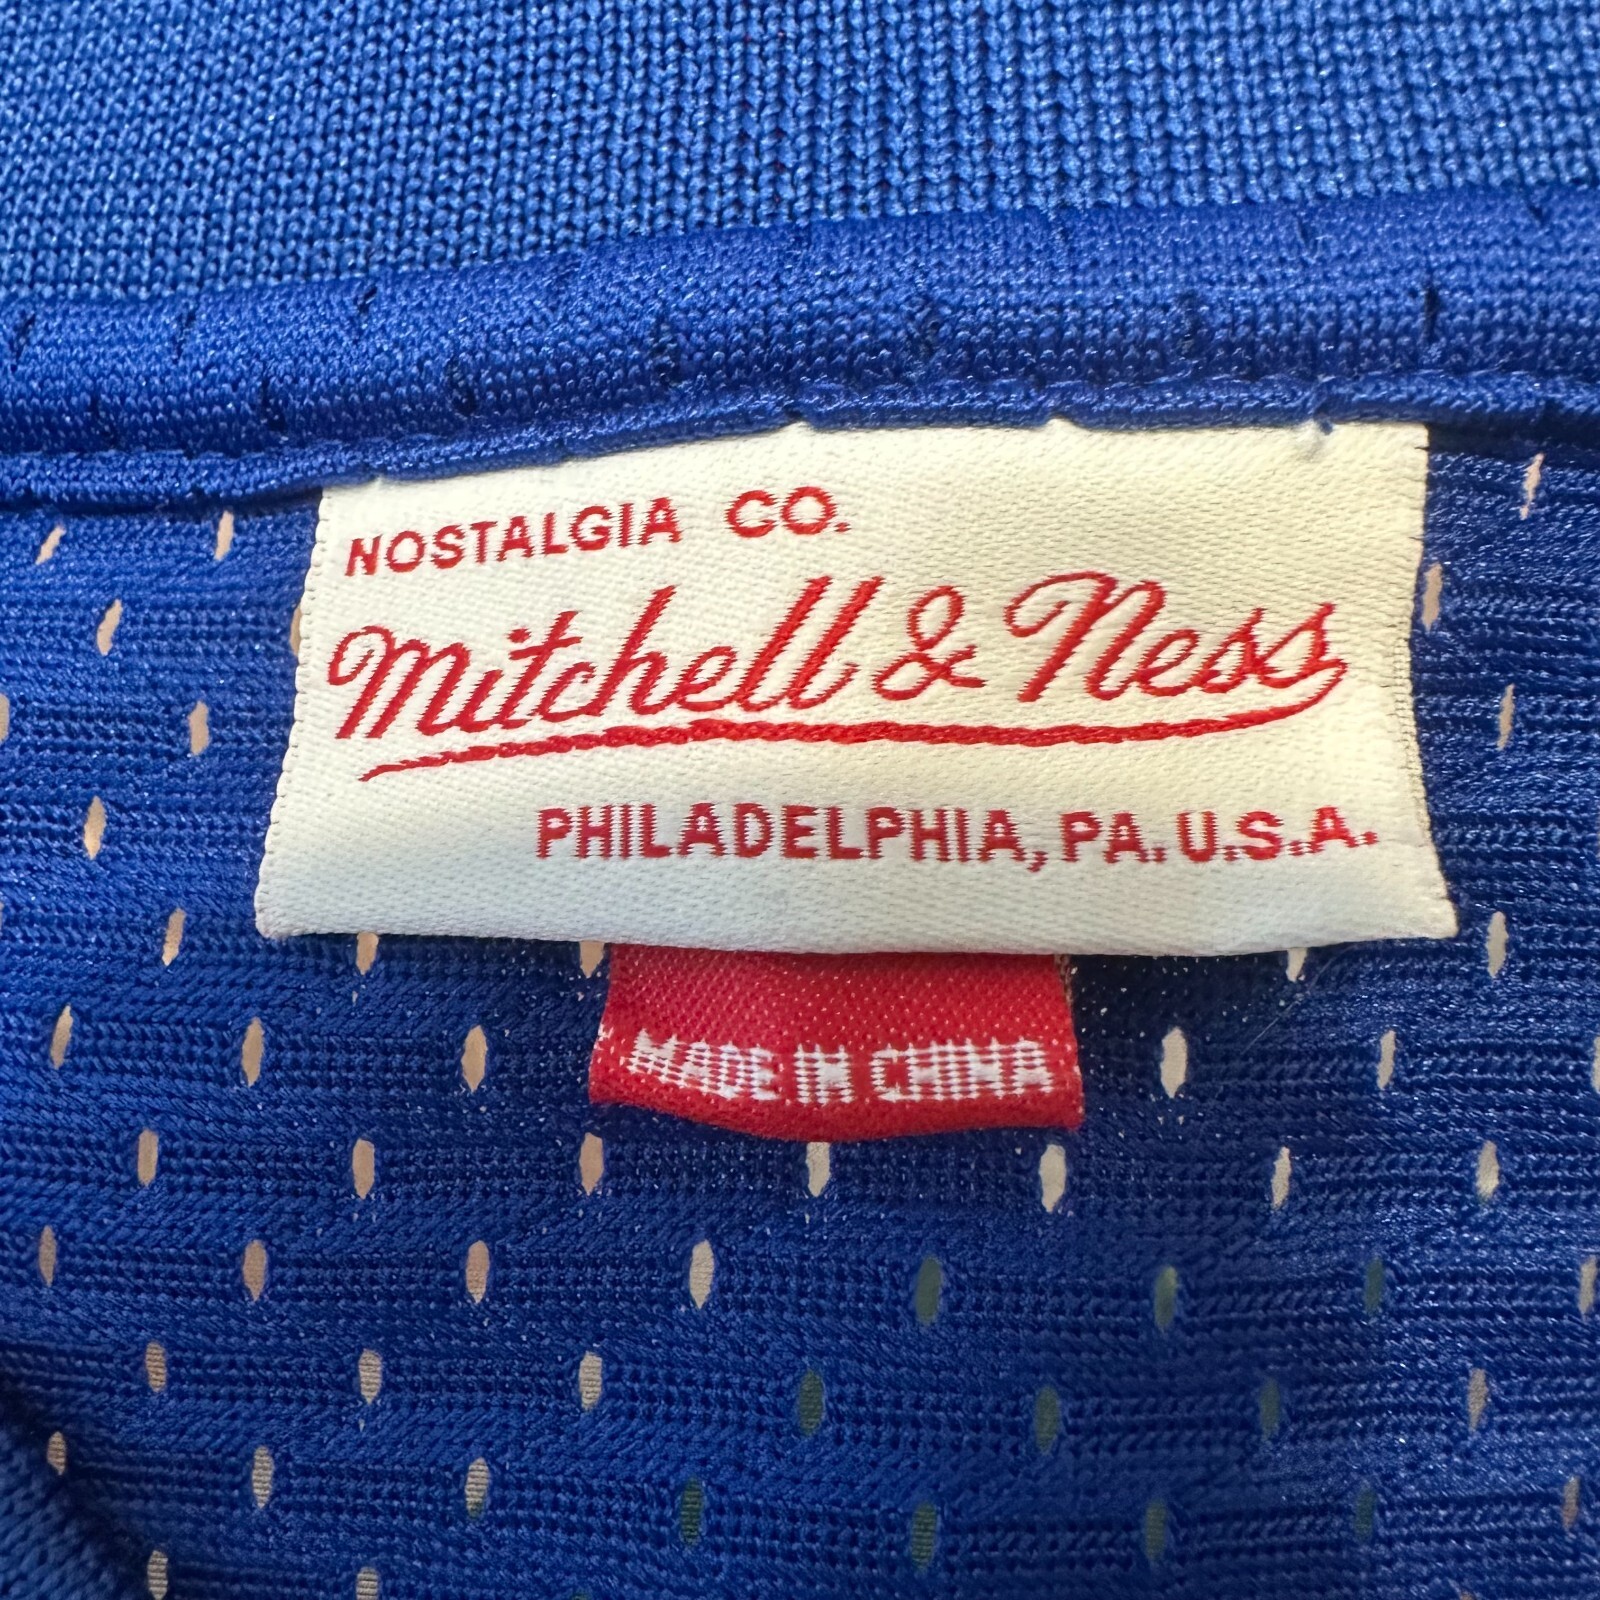 NOSTALGIA CO.
Mitchell & Ness
PHILADELPHIA, PA. U.S.A.
MADE IN CHINA